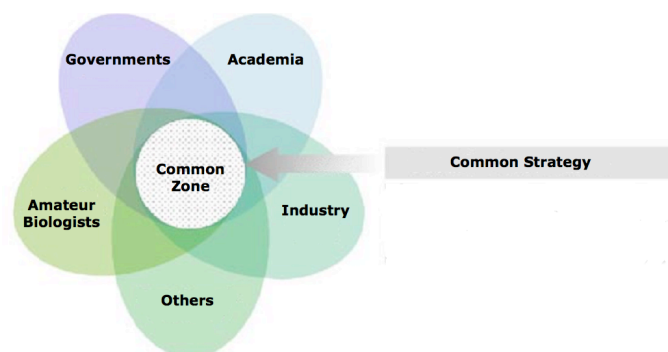 Governments
Academia
Common
Zone
Common Strategy
Amateur
Biologists
Industry
Others